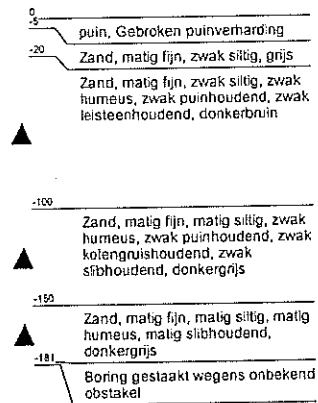 0
-5
puin, Gebroken puinverharding
-20
Zand, matig fijn, zwak siltig, grijs
Zand, matig fijn, zwak siltig, zwak
humeus, zwak puinhoudend, zwak
leisteenhoudend, donkerbruin
-100
Zand, matig fijn, matig siltig, zwak
humeus, zwak puinhoudend, zwak
kolengruishoudend, zwak
slibhoudend, donkergrijs
-150
Zand, matig fijn, matig siltig, matig
humeus, matig slibhoudend,
donkergrijs
-181
Boring gestaakt wegens onbekend
obstakel